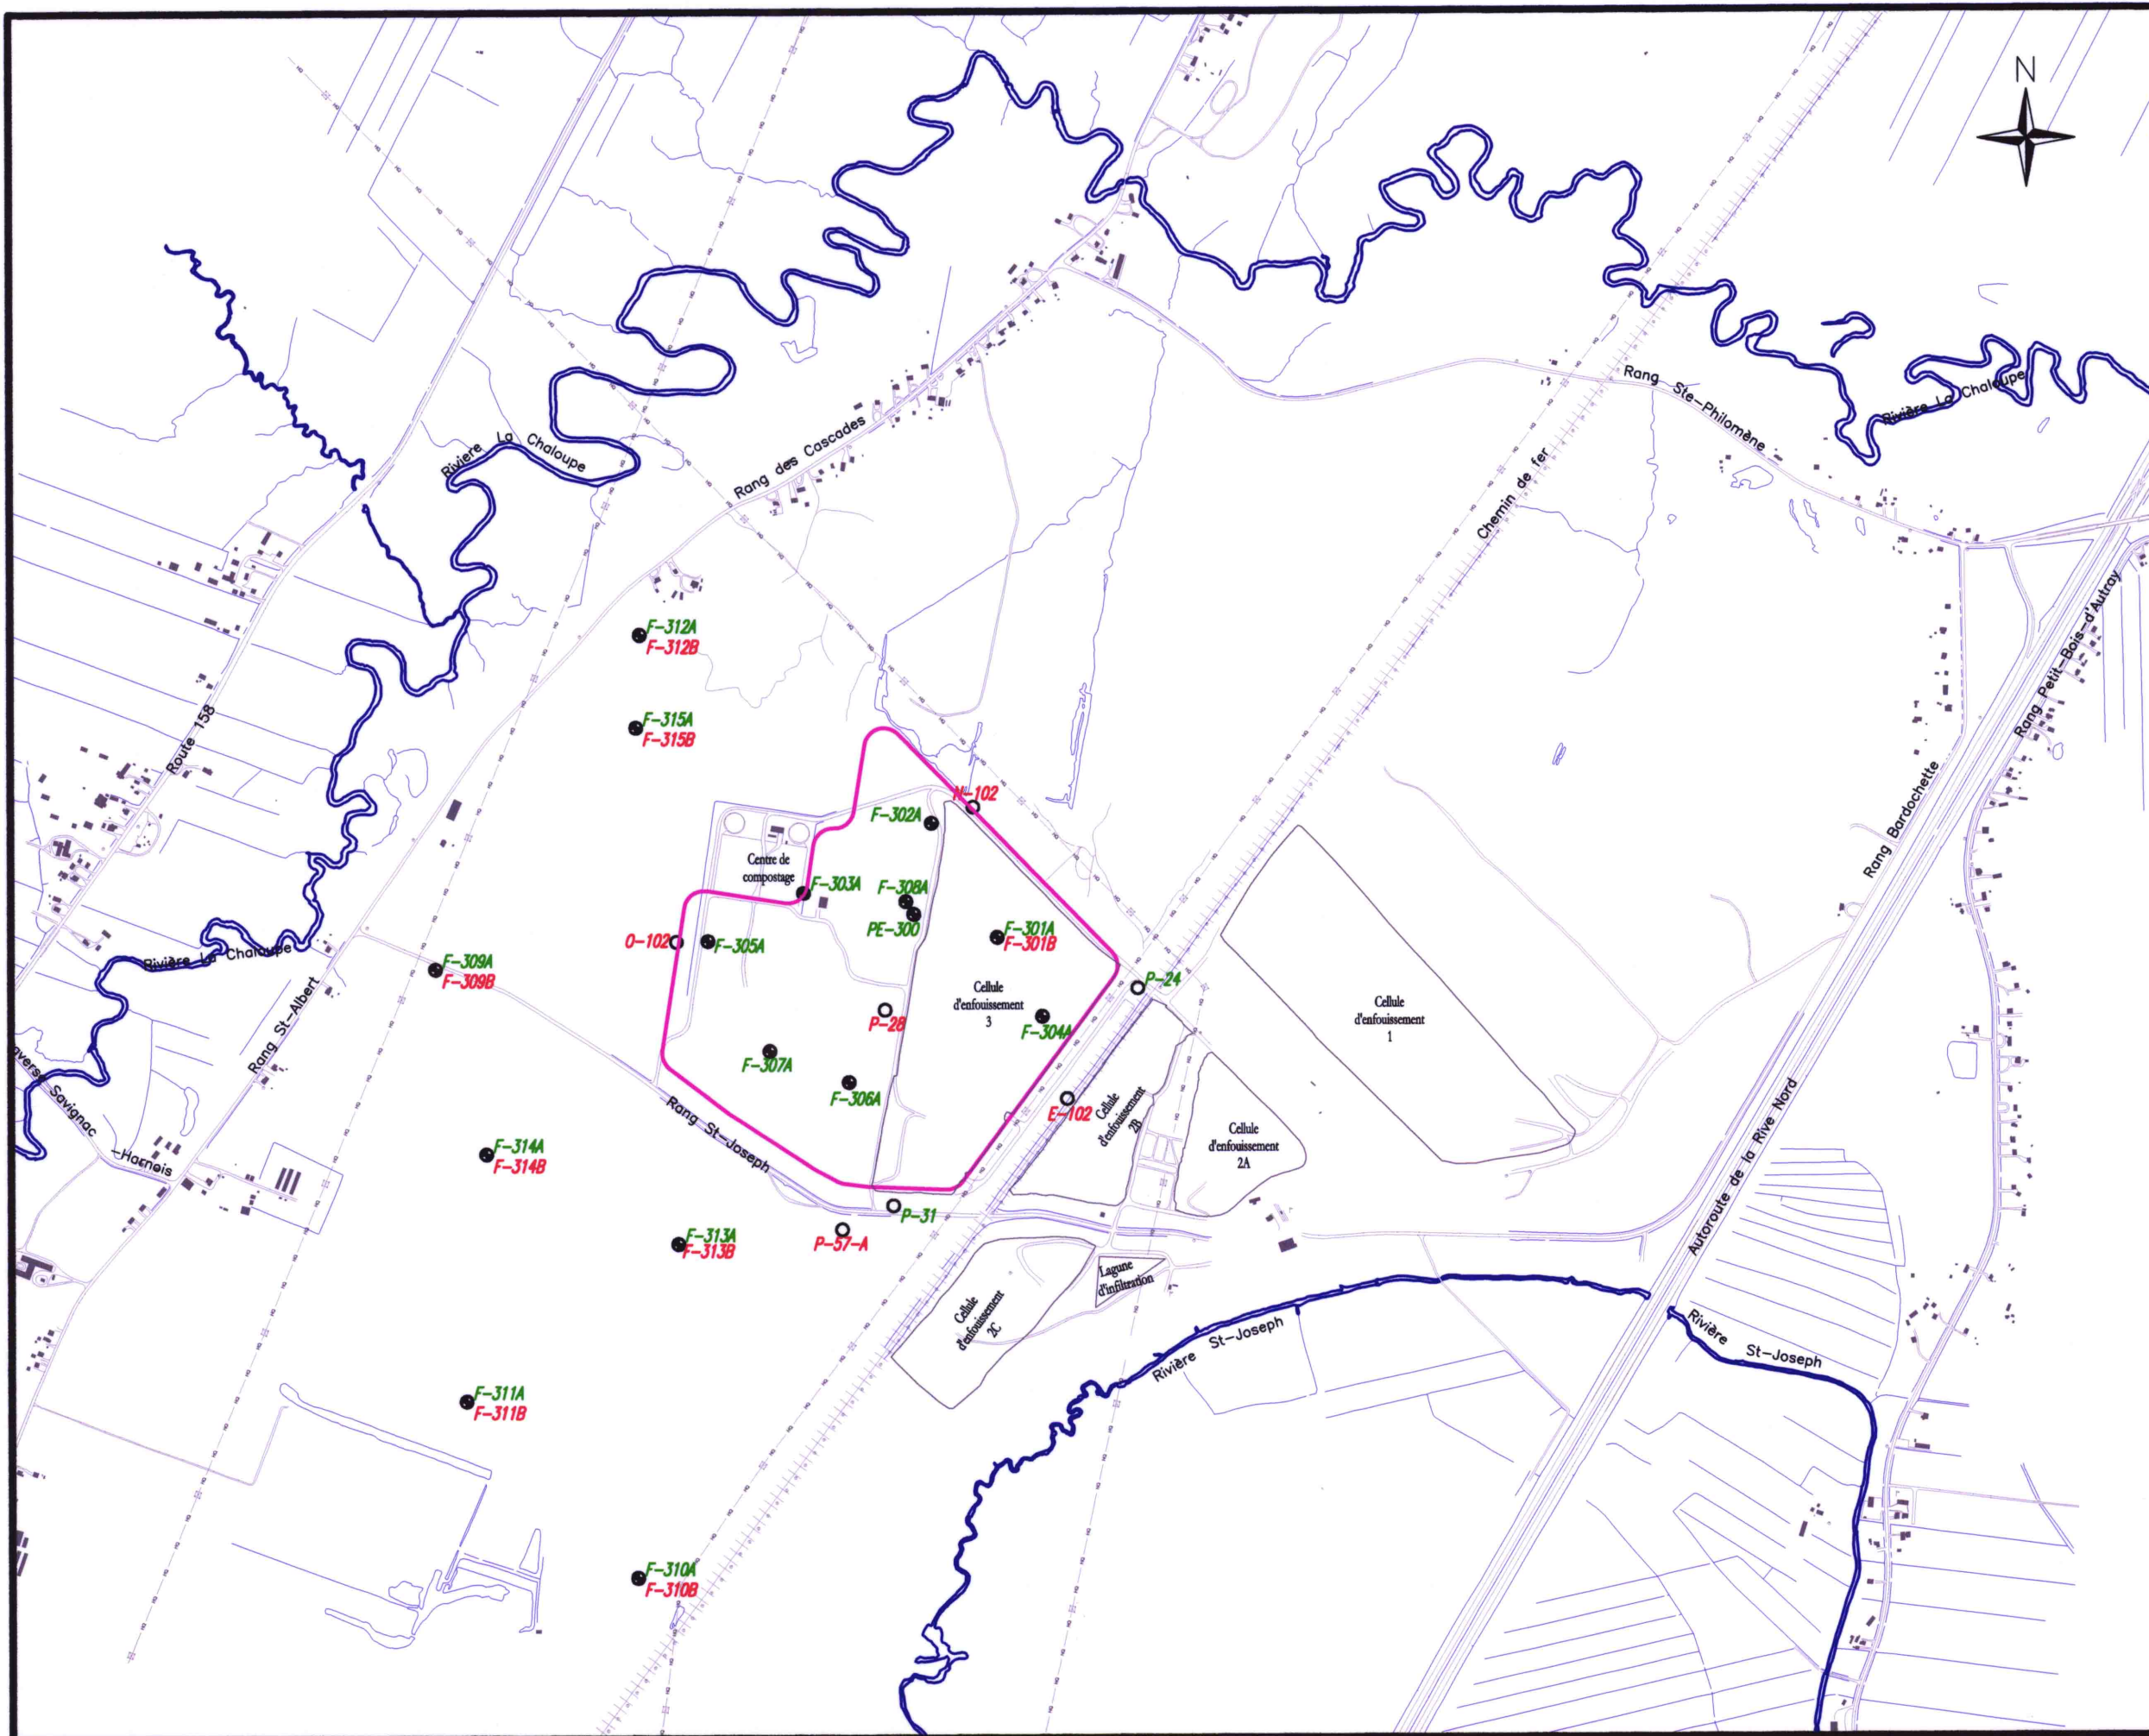 N
Rivière La Chaloupe
Rang des Cascades
Rang Ste-Philomène
Rivière La Chaloupe
Chemin de fer
Rang Petit-Bois-d'Autray
F-312A
F-312B
Route 158
F-315A
F-315B
N-102
F-302A
Rang Bardochette
Centre de
compostage
F-303A
F-308A
PE-300
F-301A
F-301B
O-102
F-305A
Rivière La Chaloupe
F-309A
F-309B
P-24
Cellule
d'enfouissement
3
Cellule
d'enfouissement
1
Rang St-Albert
P-28
F-304A
F-307A
F-306A
E-102
Cellule
d'enfouissement
2B
Savignac
-Harnois
Rang St-Joseph
Cellule
d'enfouissement
2A
Autoroute de la Rive Nord
F-314A
F-314B
P-31
F-313A
F-313B
P-57-A
Lagune
d'infiltration
Cellule
d'enfouissement
2C
Rivière St-Joseph
Rivière St-Joseph
F-311A
F-311B
F-310A
F-310B